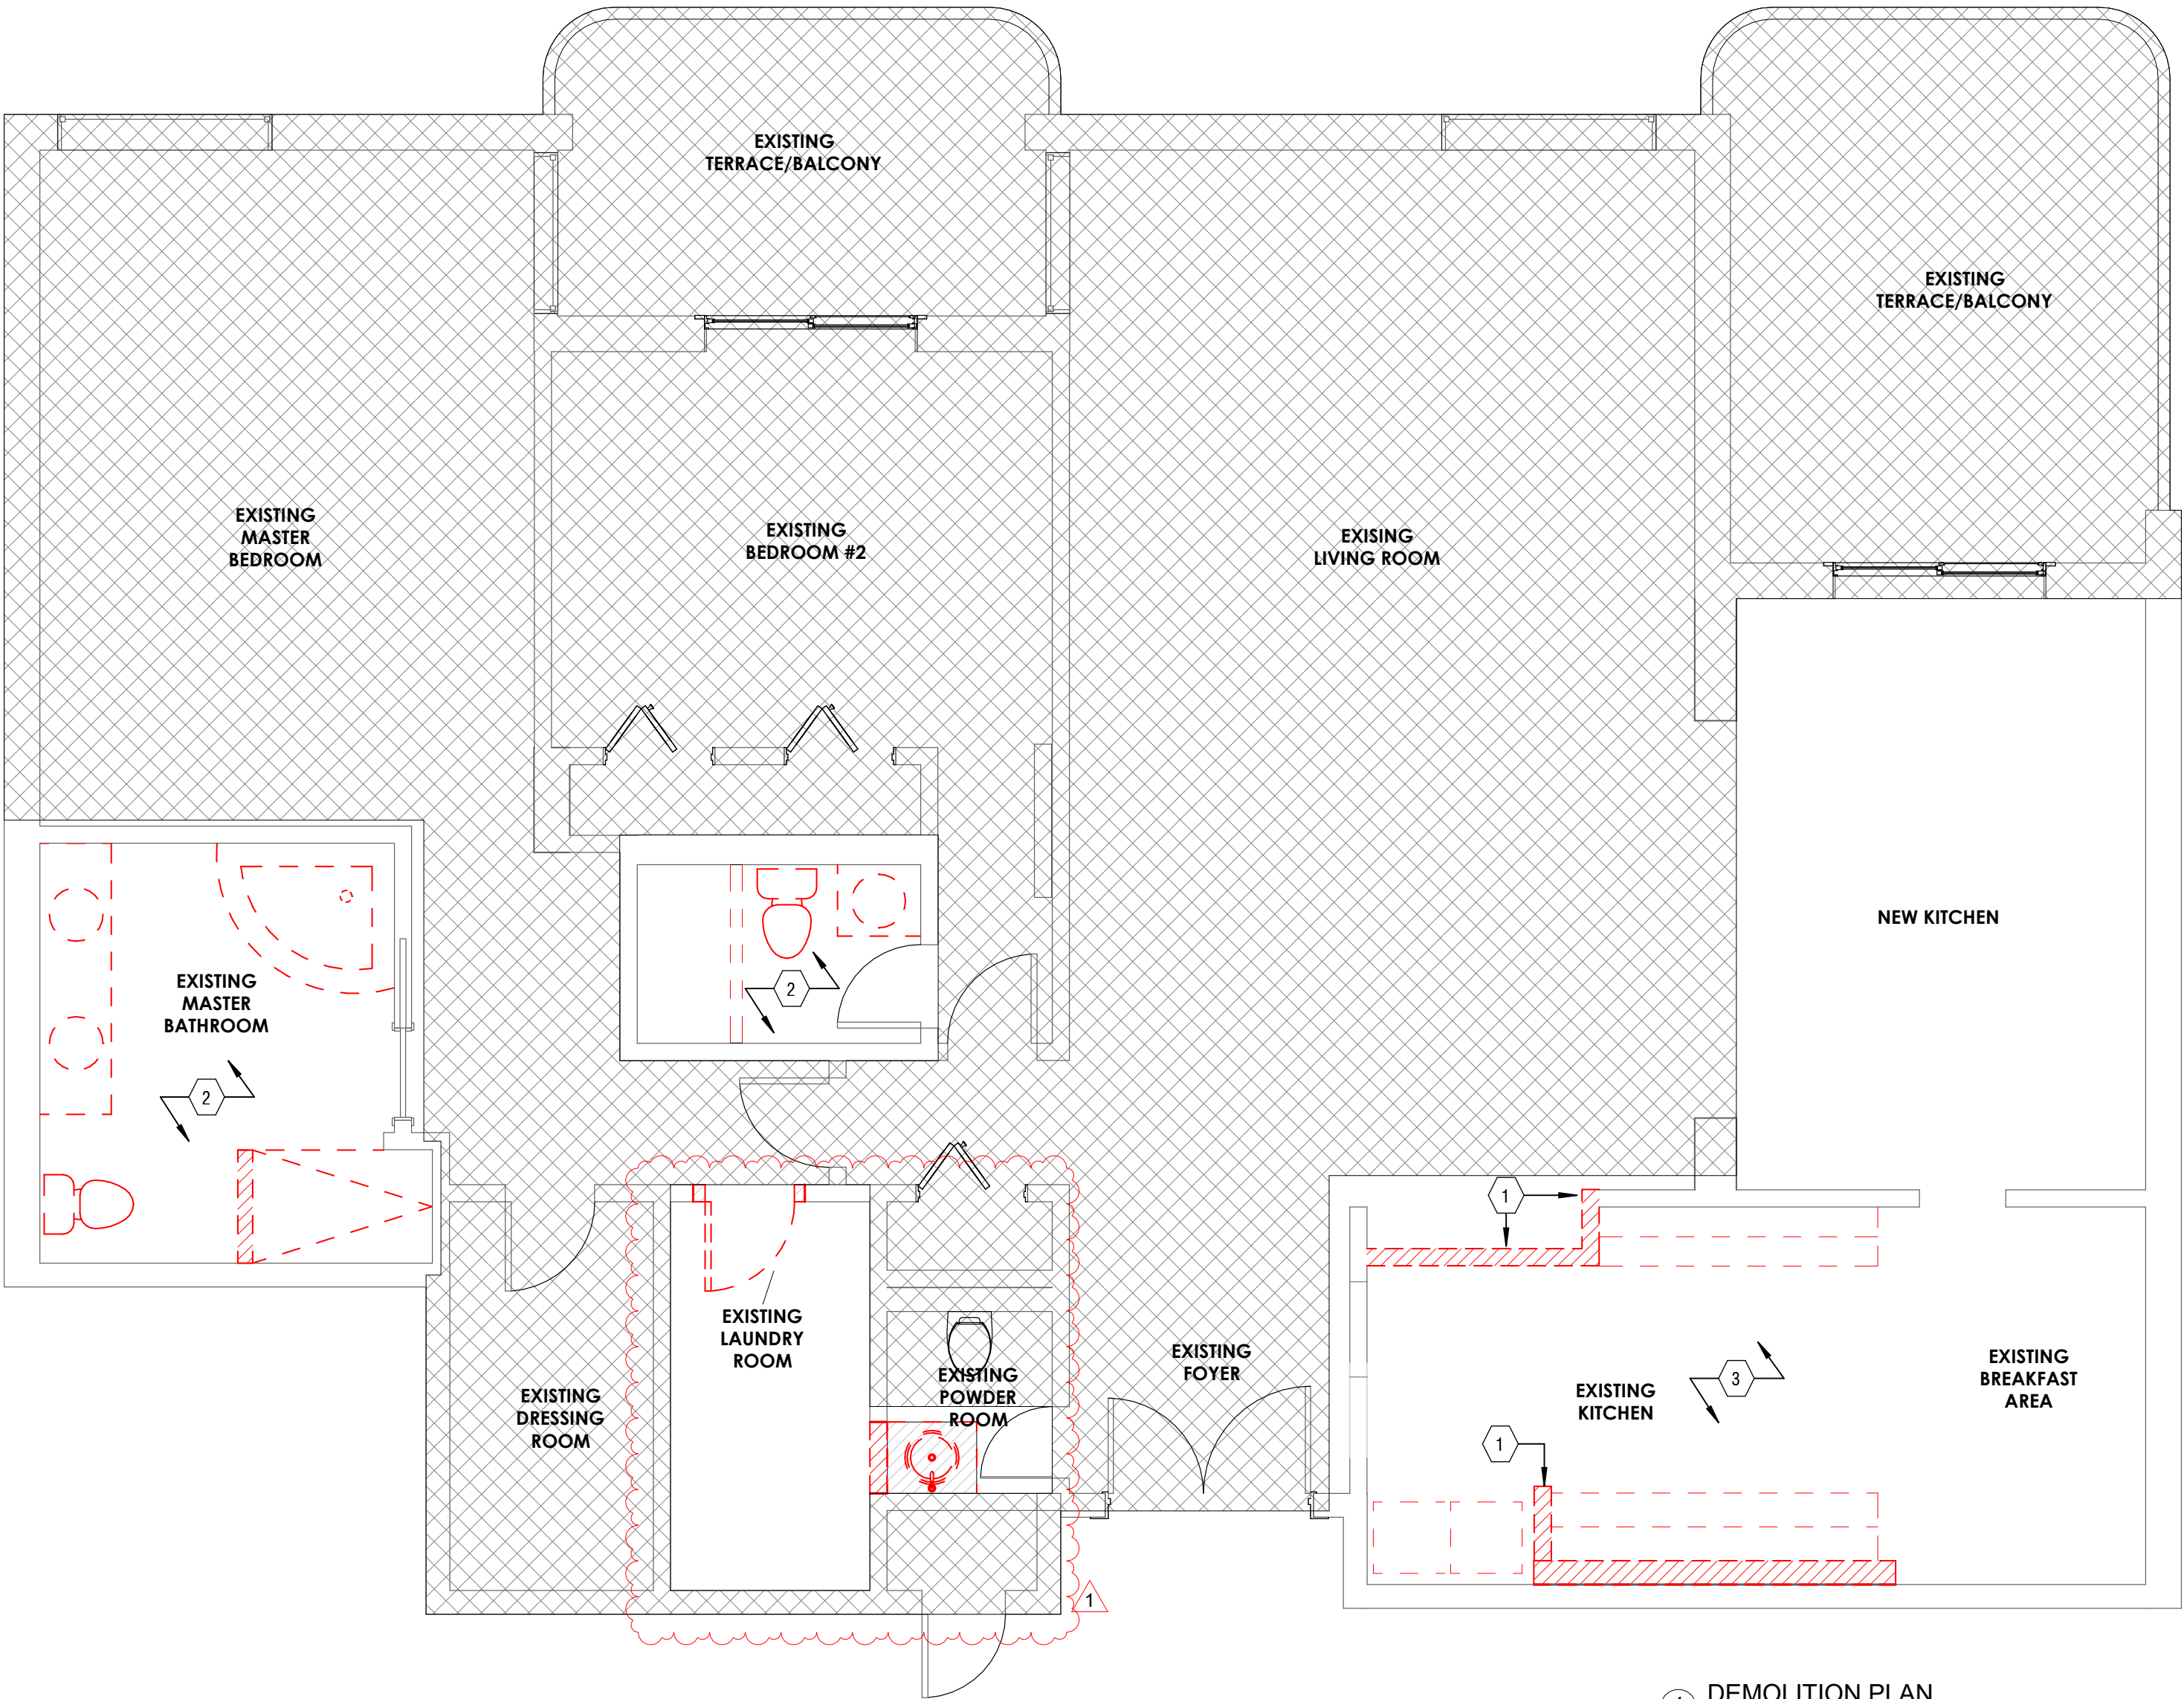 EXISTING
TERRACE/BALCONY
EXISTING
TERRACE/BALCONY
EXISTING
MASTER
BEDROOM
EXISTING
BEDROOM #2
EXISING
LIVING ROOM
NEW KITCHEN
EXISTING
MASTER
BATHROOM
2
2
1
EXISTING
LAUNDRY
ROOM
EXISTING
POWDER
ROOM
EXISTING
FOYER
EXISTING
DRESSING
ROOM
EXISTING
KITCHEN
3
EXISTING
BREAKFAST
AREA
1
1
DEMOLITION PLAN